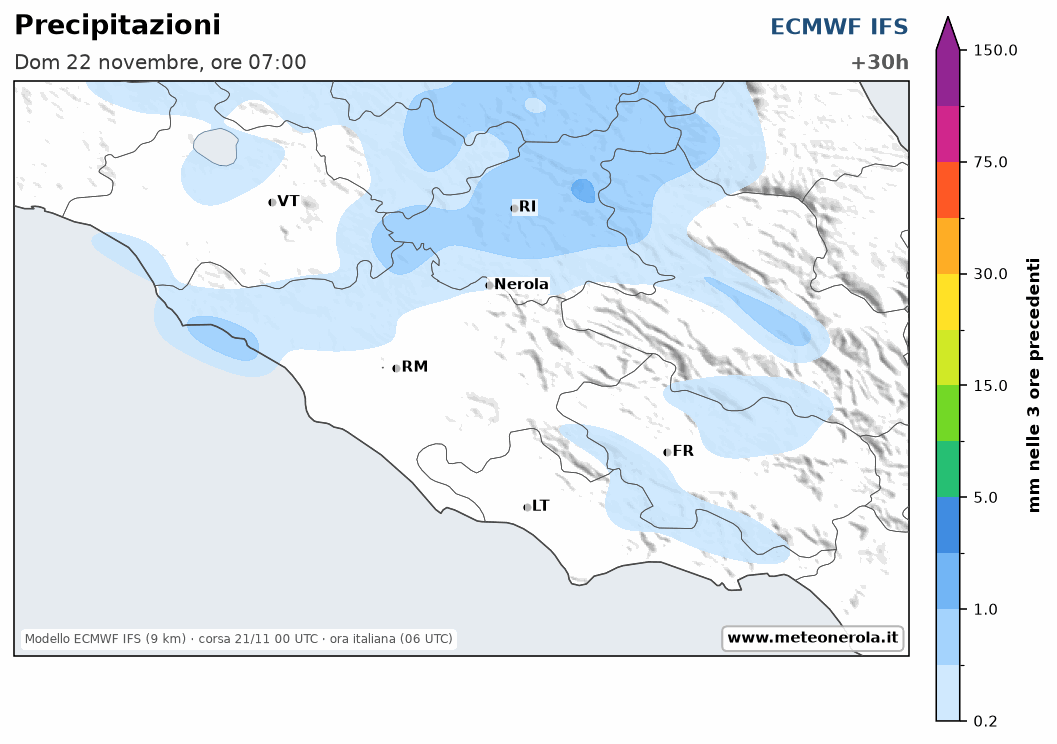 Precipitazioni
ECMWF IFS
Dom 22 novembre, ore 07:00
+30h
150.0
75.0
30.0
15.0
5.0
1.0
0.2
mm nelle 3 ore precedenti
VT
RI
Nerola
RM
FR
LT
Modello ECMWF IFS (9 km) · corsa 21/11 00 UTC · ora italiana (06 UTC)
www.meteonerola.it